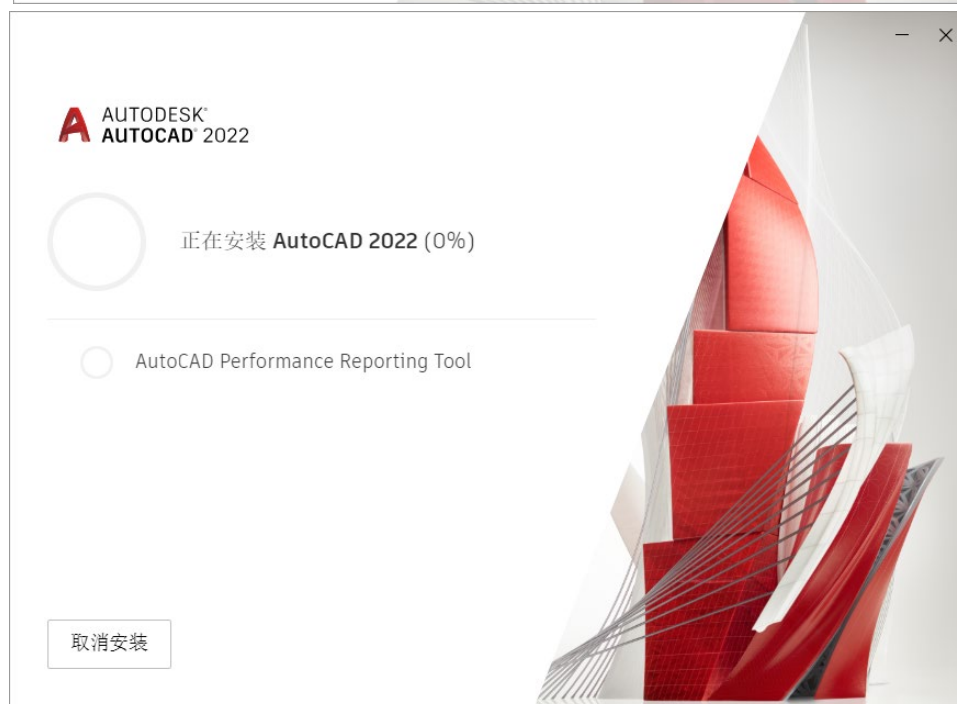 AUTODESK®
AUTOCAD® 2022
正在安装 AutoCAD 2022 (0%)
AutoCAD Performance Reporting Tool
取消安装